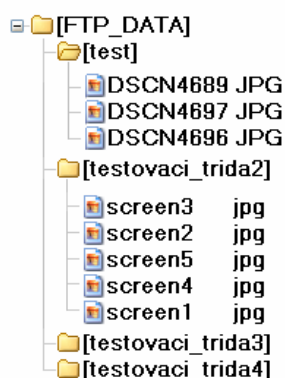 [FTP_DATA]
[test]
DSCN4689 JPG
DSCN4697 JPG
DSCN4696 JPG
[testovaci_trida2]
screen3 jpg
screen2 jpg
screen5 jpg
screen4 jpg
screen1 jpg
[testovaci_trida3]
[testovaci_trida4]